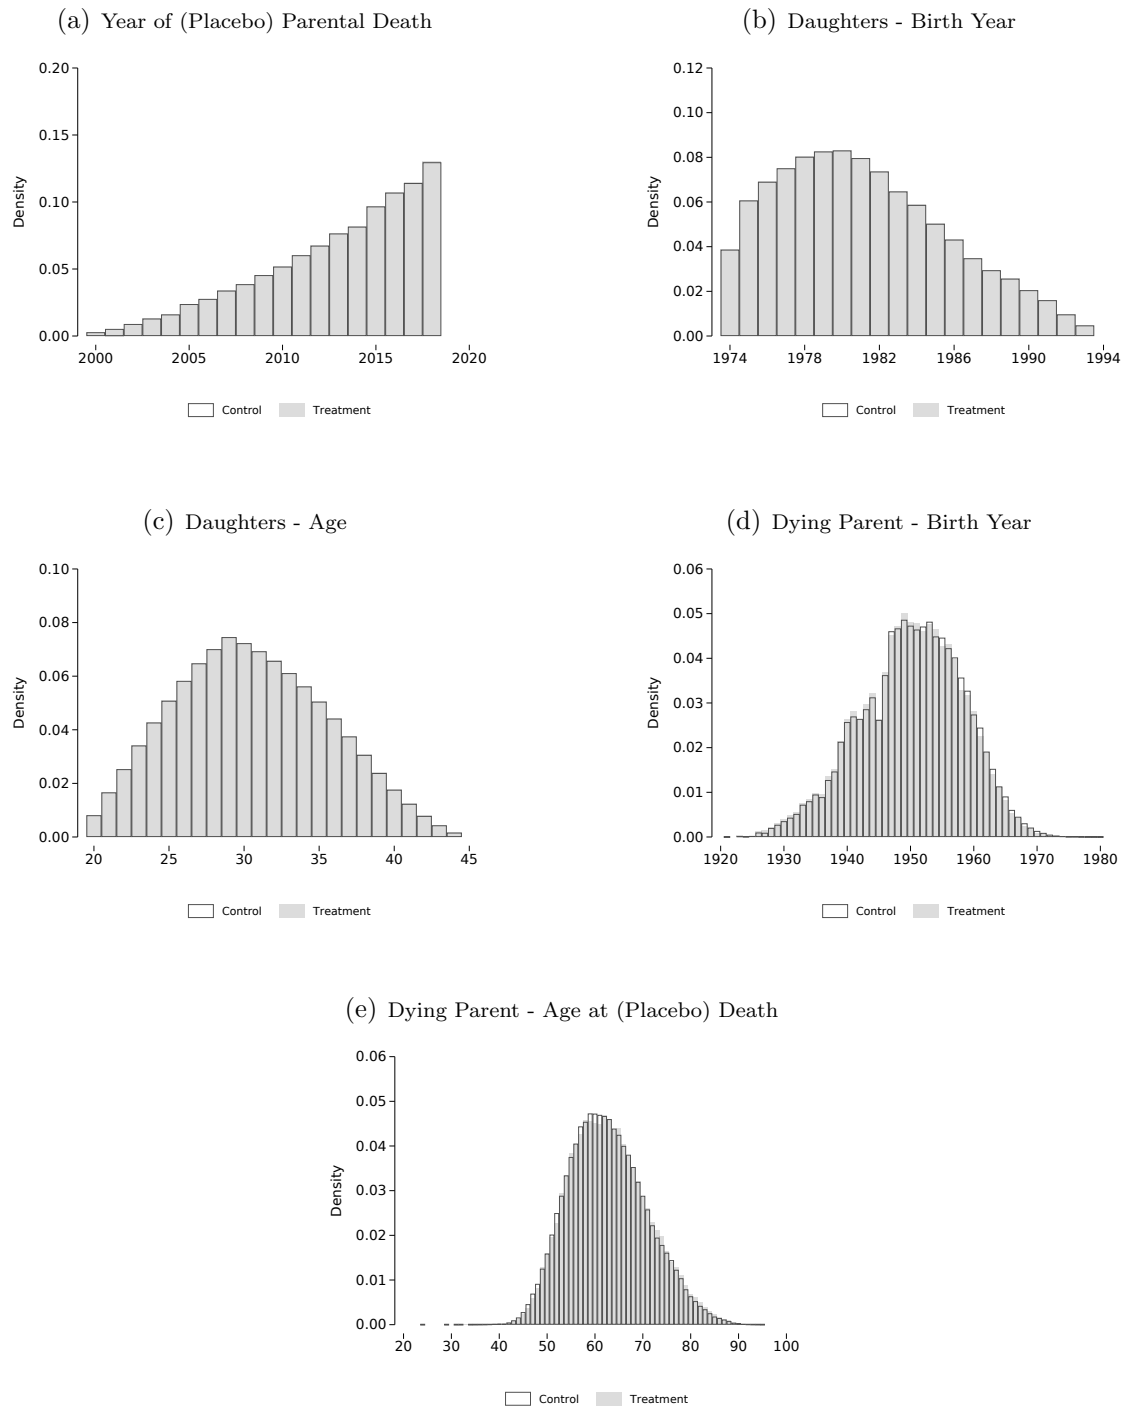 (a) Year of (Placebo) Parental Death
0.20
0.15
0.10
0.05
0.00
Density
2000 2005 2010 2015 2020
Control Treatment
(b) Daughters - Birth Year
0.12
0.10
0.08
0.06
0.04
0.02
0.00
Density
1974 1978 1982 1986 1990 1994
Control Treatment
(c) Daughters - Age
0.10
0.08
0.06
0.04
0.02
0.00
Density
20 25 30 35 40 45
Control Treatment
(d) Dying Parent - Birth Year
0.06
0.05
0.04
0.03
0.02
0.01
0.00
Density
1920 1930 1940 1950 1960 1970 1980
Control Treatment
(e) Dying Parent - Age at (Placebo) Death
0.06
0.05
0.04
0.03
0.02
0.01
0.00
Density
20 30 40 50 60 70 80 90 100
Control Treatment